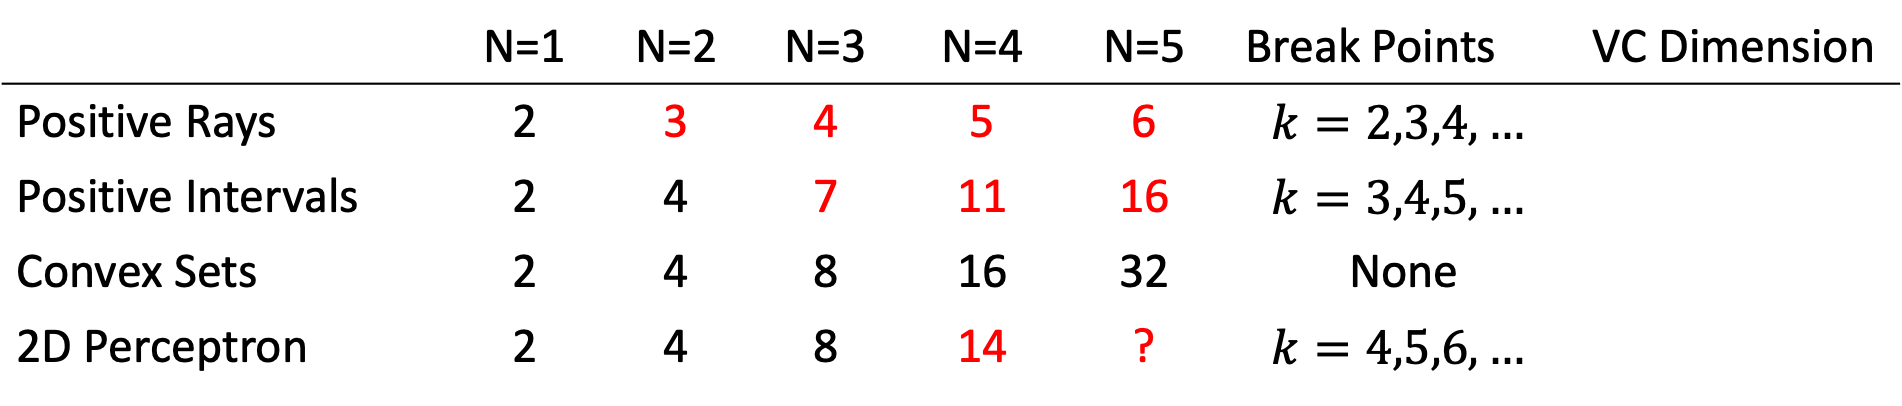 N=1 N=2 N=3 N=4 N=5 Break Points VC Dimension
Positive Rays 2 3 4 5 6 k = 2,3,4, ...
Positive Intervals 2 4 7 11 16 k = 3,4,5, ...
Convex Sets 2 4 8 16 32 None
2D Perceptron 2 4 8 14 ? k = 4,5,6, ...